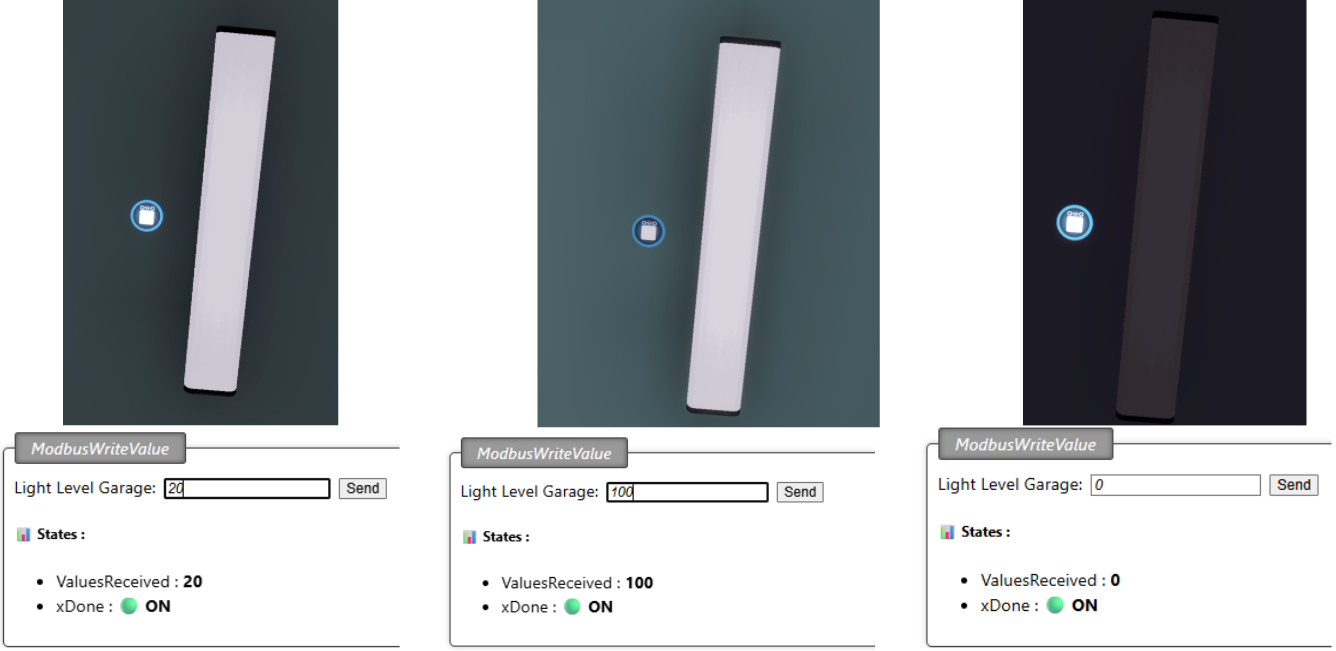 ModbusWriteValue
Light Level Garage: 20 Send
States :
ValuesReceived : 20
xDone : ON
ModbusWriteValue
Light Level Garage: 100 Send
States :
ValuesReceived : 100
xDone : ON
ModbusWriteValue
Light Level Garage: 0 Send
States :
ValuesReceived : 0
xDone : ON